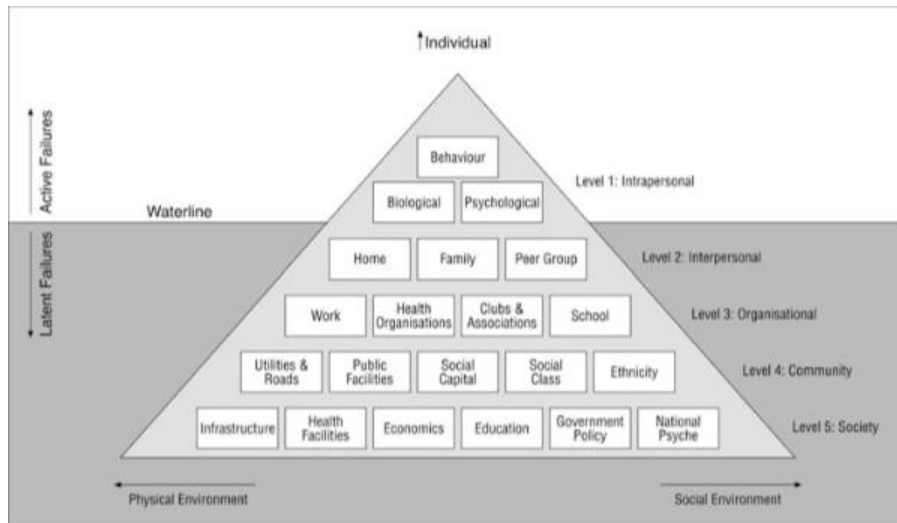 Individual
Active Failures
Behaviour
Level 1: Intrapersonal
Biological
Psychological
Waterline
Latent Failures
Home
Family
Peer Group
Level 2: Interpersonal
Work
Health
Organisations
Clubs &
Associations
School
Level 3: Organisational
Utilities &
Roads
Public
Facilities
Social
Capital
Social
Class
Ethnicity
Level 4: Community
Infrastructure
Health
Facilities
Economics
Education
Government
Policy
National
Psyche
Level 5: Society
Physical Environment
Social Environment